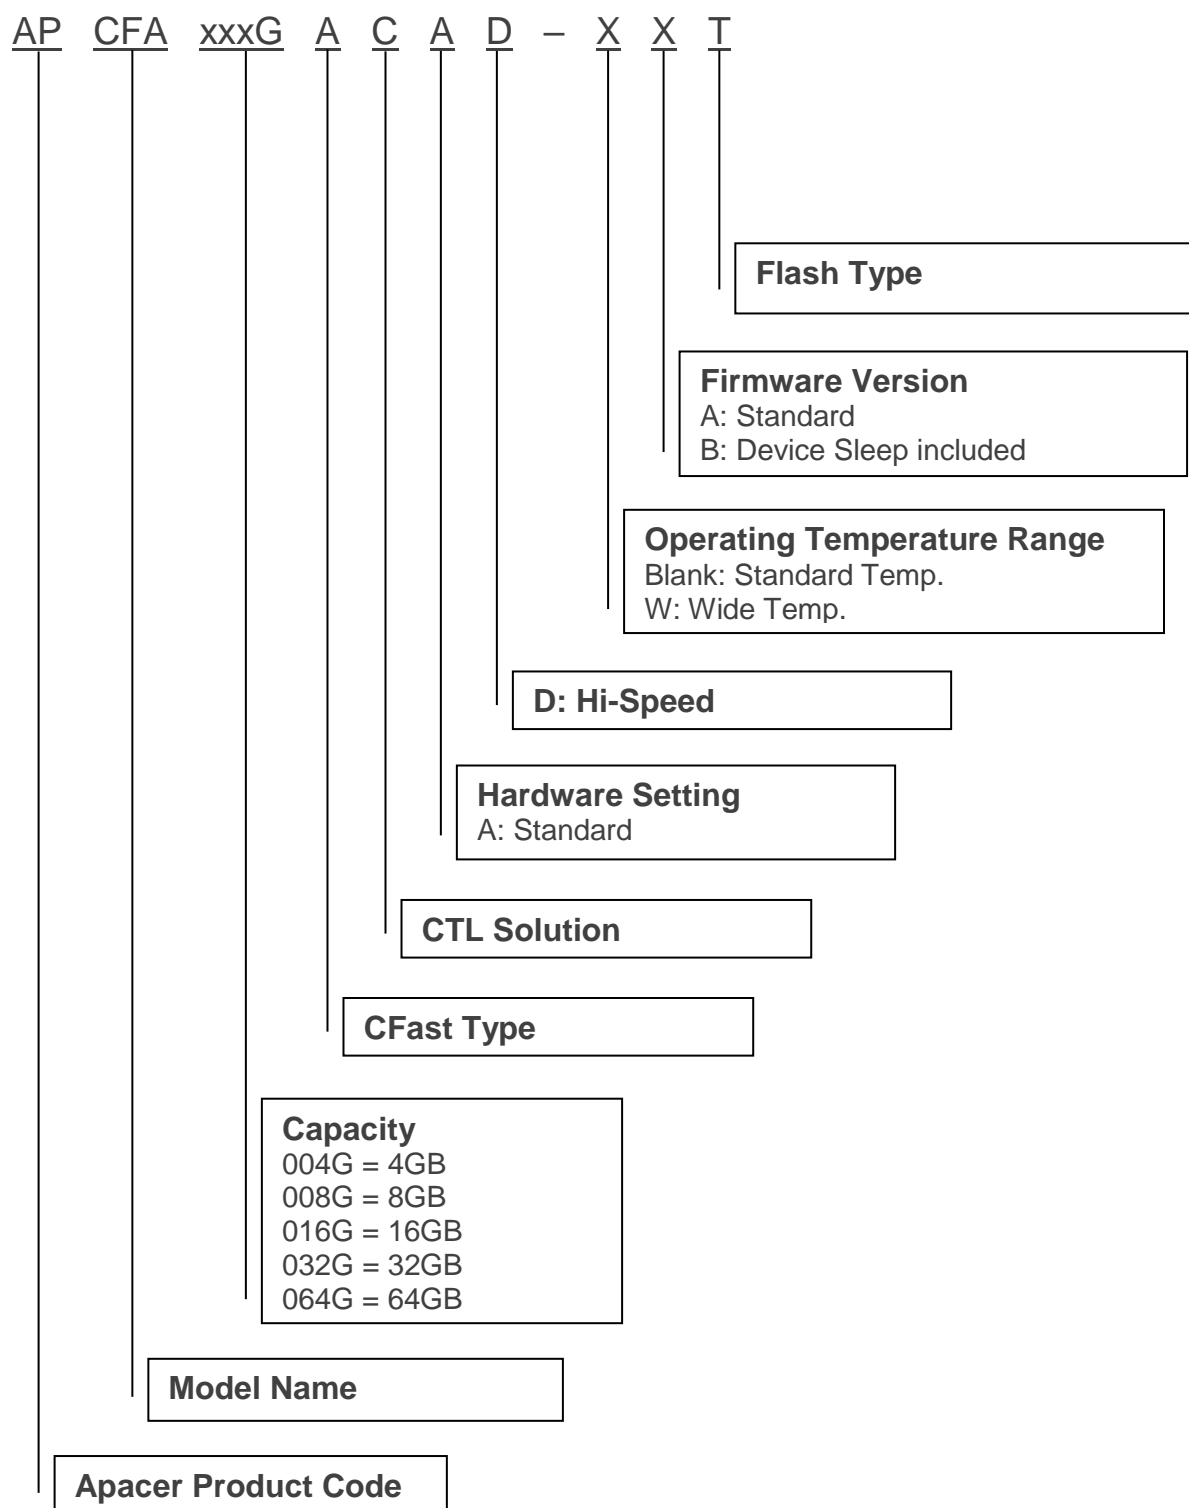 AP CFA xxxG A C A D – X X T
Flash Type
Firmware Version
A: Standard
B: Device Sleep included
Operating Temperature Range
Blank: Standard Temp.
W: Wide Temp.
D: Hi-Speed
Hardware Setting
A: Standard
CTL Solution
CFast Type
Capacity
004G = 4GB
008G = 8GB
016G = 16GB
032G = 32GB
064G = 64GB
Model Name
Apacer Product Code